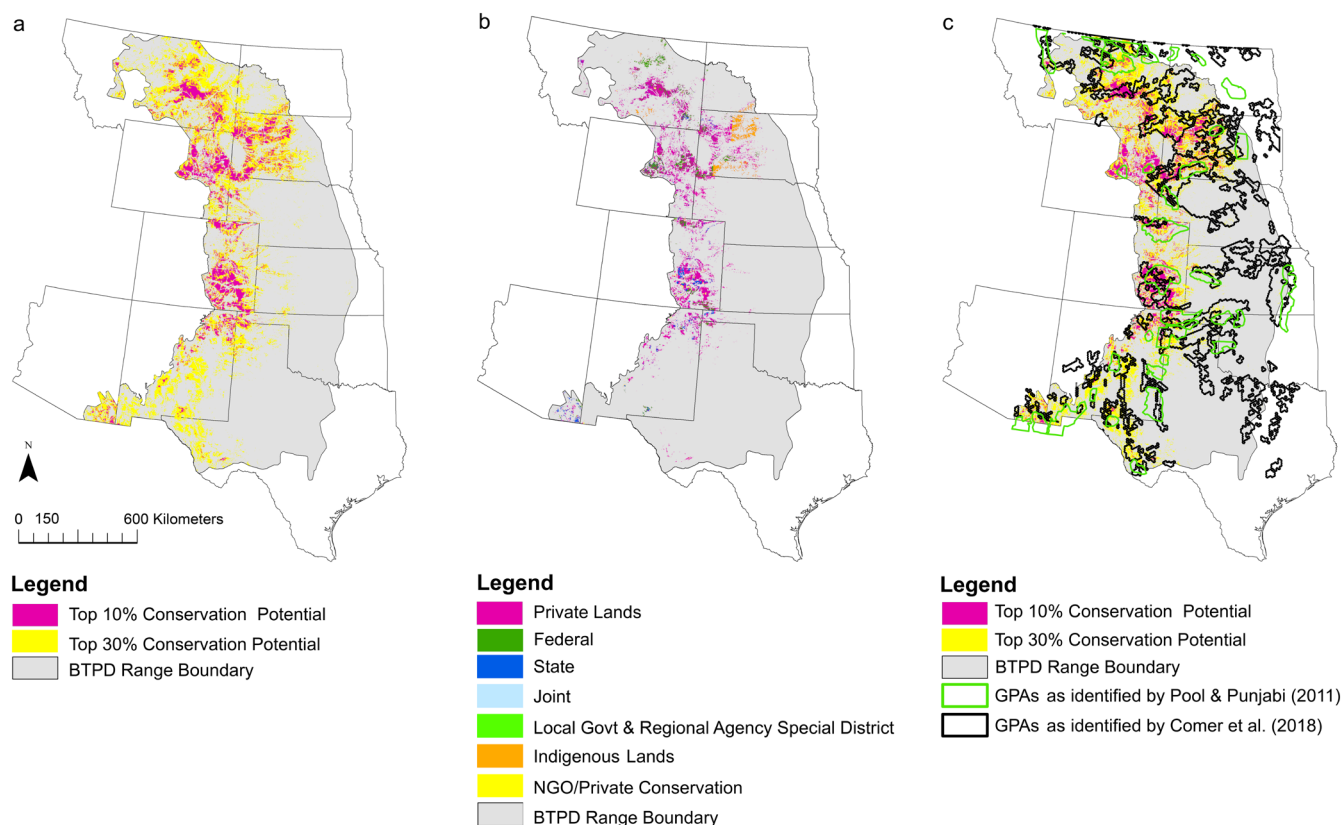 a
b
c
N
0 150 600 Kilometers
Legend
Top 10% Conservation Potential
Top 30% Conservation Potential
BTPD Range Boundary
Legend
Private Lands
Federal
State
Joint
Local Govt & Regional Agency Special District
Indigenous Lands
NGO/Private Conservation
BTPD Range Boundary
Legend
Top 10% Conservation Potential
Top 30% Conservation Potential
BTPD Range Boundary
GPAs as identified by Pool & Punjabi (2011)
GPAs as identified by Comer et al. (2018)